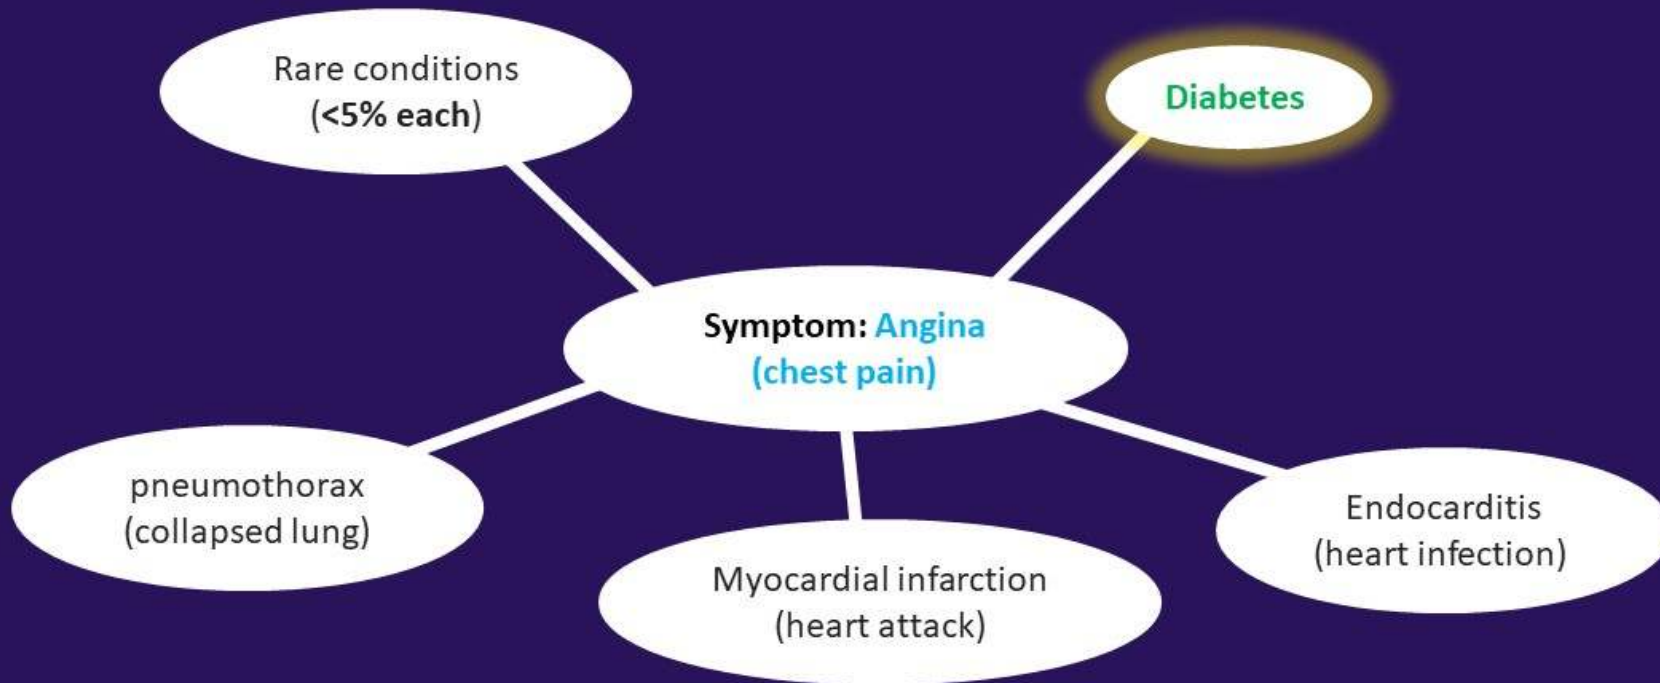 Rare conditions
(<5% each)
Diabetes
Symptom: Angina
(chest pain)
pneumothorax
(collapsed lung)
Myocardial infarction
(heart attack)
Endocarditis
(heart infection)